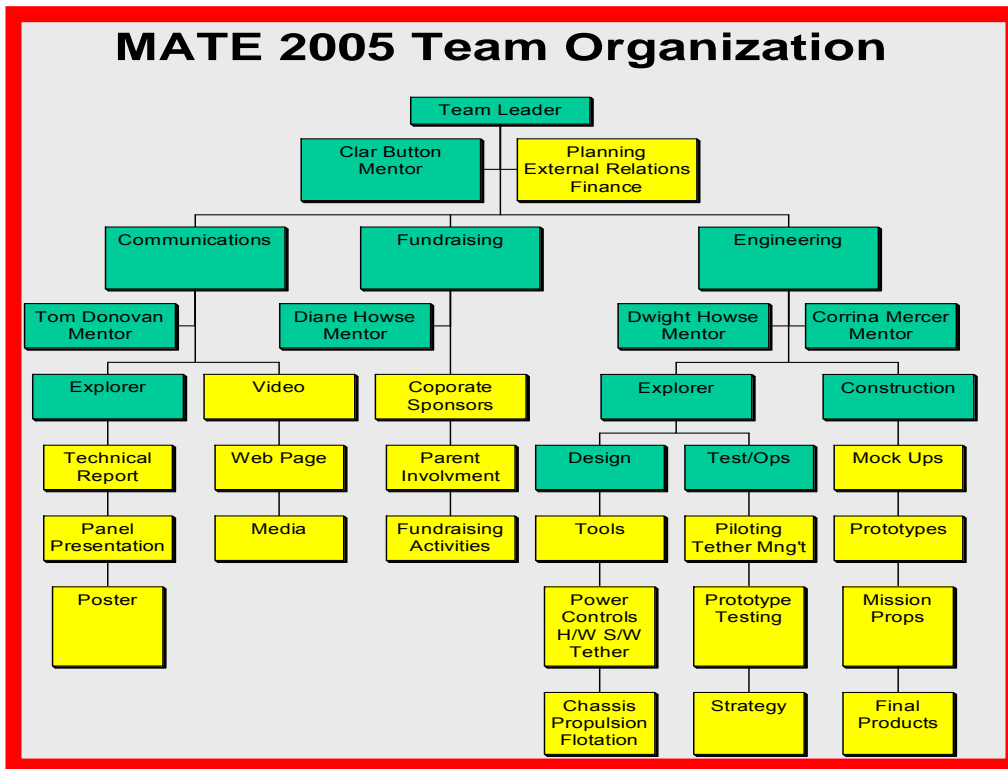 MATE 2005 Team Organization
Team Leader
Clar Button
Mentor
Planning
External Relations
Finance
Communications
Fundraising
Engineering
Tom Donovan
Mentor
Diane Howse
Mentor
Dwight Howse
Mentor
Corrina Mercer
Mentor
Explorer
Video
Coporate
Sponsors
Explorer
Construction
Technical
Report
Web Page
Parent
Involvment
Design
Test/Ops
Mock Ups
Panel
Presentation
Media
Fundraising
Activities
Tools
Piloting
Tether Mng't
Prototypes
Poster
Power
Controls
H/W S/W
Tether
Prototype
Testing
Mission
Props
Chassis
Propulsion
Flotation
Strategy
Final
Products